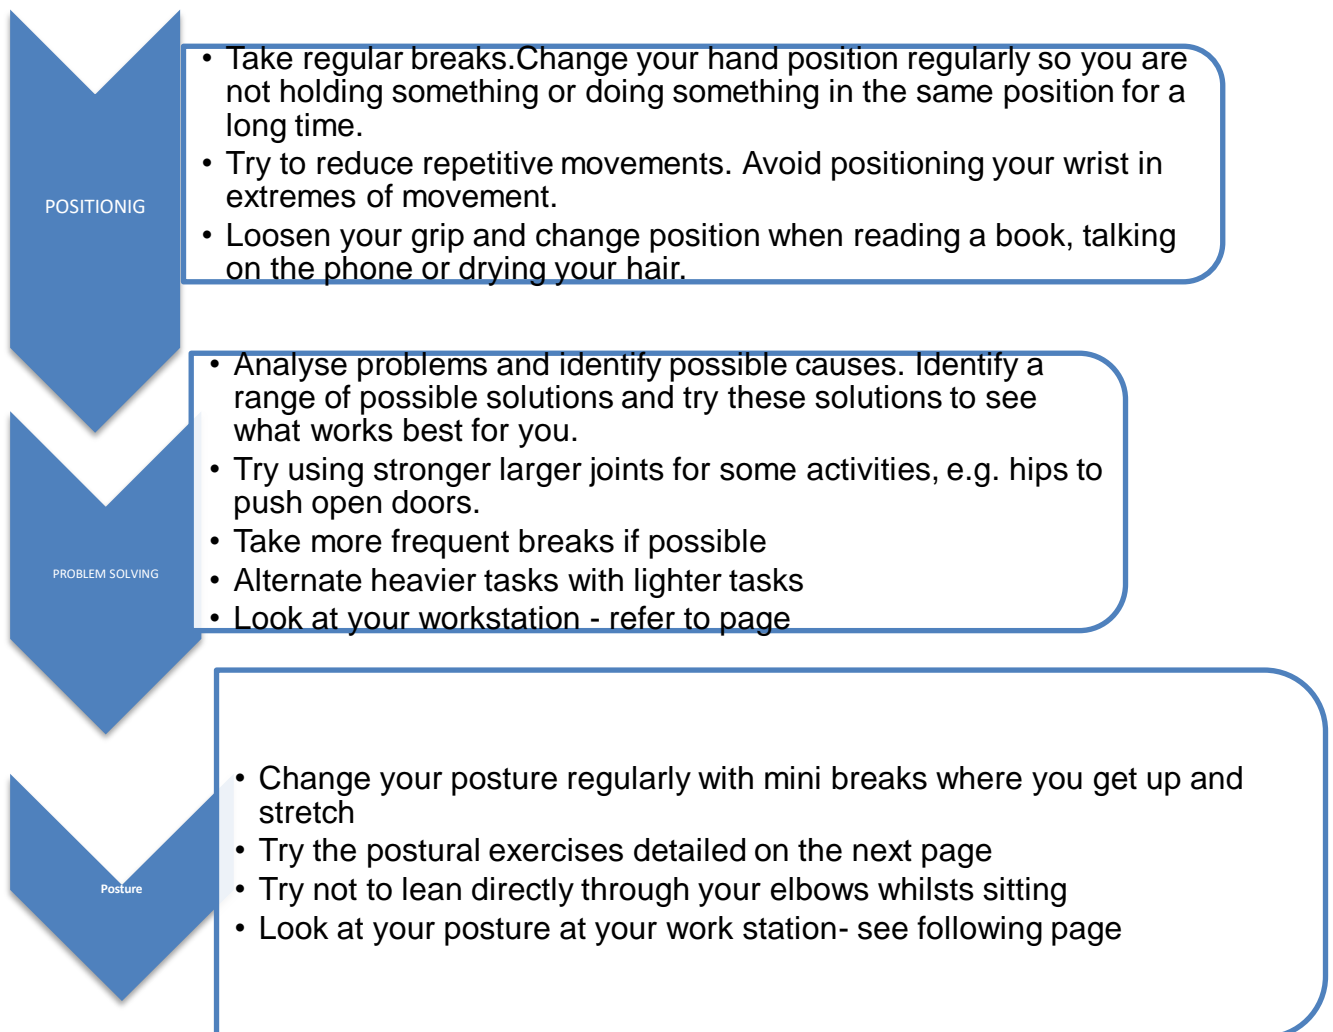 POSITIONIG
• Take regular breaks.Change your hand position regularly so you are
not holding something or doing something in the same position for a
long time.
• Try to reduce repetitive movements. Avoid positioning your wrist in
extremes of movement.
• Loosen your grip and change position when reading a book, talking
on the phone or drying your hair.
PROBLEM SOLVING
• Analyse problems and identify possible causes. Identify a
range of possible solutions and try these solutions to see
what works best for you.
• Try using stronger larger joints for some activities, e.g. hips to
push open doors.
• Take more frequent breaks if possible
• Alternate heavier tasks with lighter tasks
• Look at your workstation - refer to page
Posture
• Change your posture regularly with mini breaks where you get up and
stretch
• Try the postural exercises detailed on the next page
• Try not to lean directly through your elbows whilsts sitting
• Look at your posture at your work station- see following page